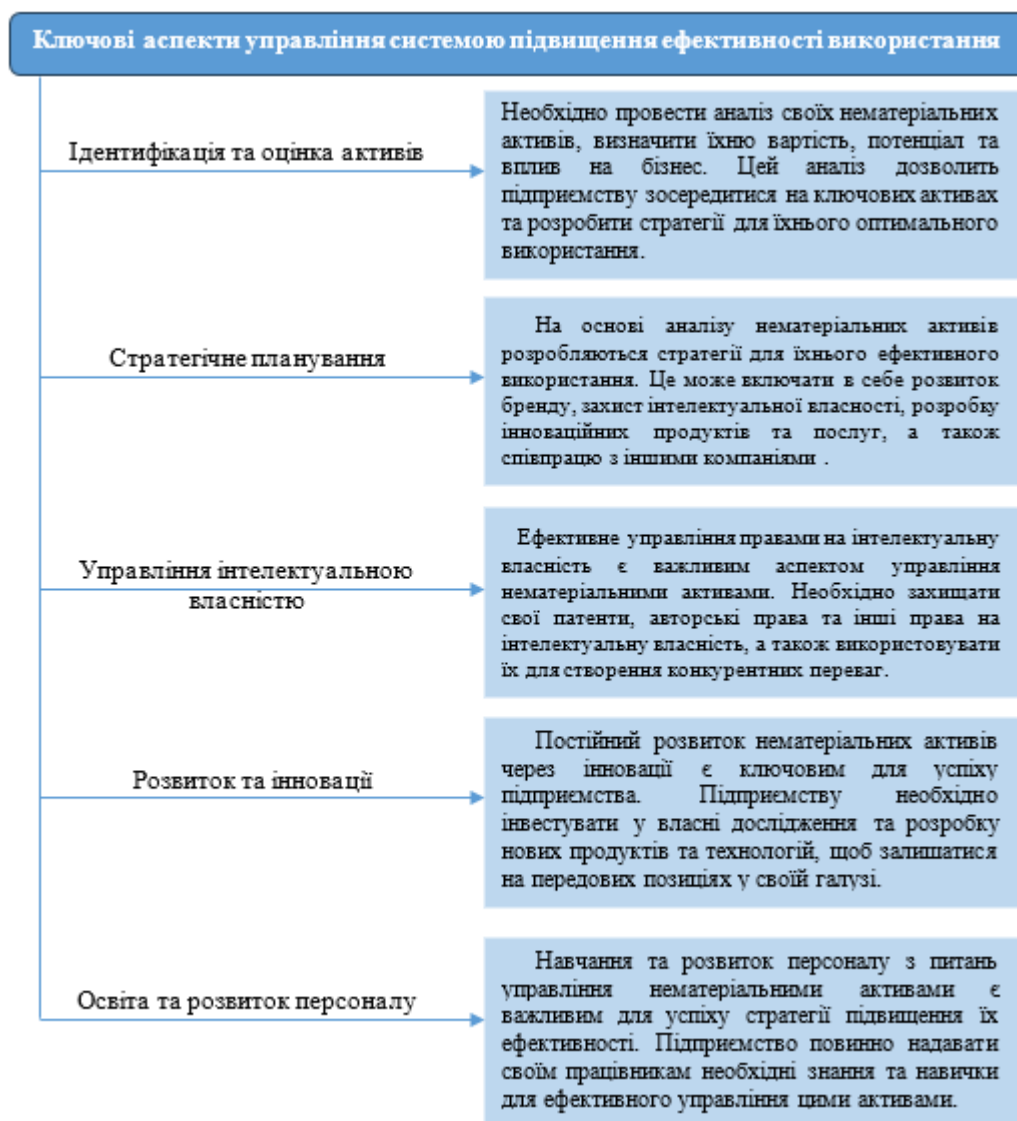 Ключові аспекти управління системою підвищення ефективності використання
Ідентифікація та оцінка активів
Необхідно провести аналіз своїх нематеріальних
активів, визначити їхню вартість, потенціал та
вплив на бізнес. Цей аналіз дозволить
підприємству зосередитися на ключових активах
та розробити стратегії для їхнього оптимального
використання.
Стратегічне планування
На основі аналізу нематеріальних активів
розробляються стратегії для їхнього ефективного
використання. Це може включати в себе розвиток
бренду, захист інтелектуальної власності, розробку
інноваційних продуктів та послуг, а також
співпрацю з іншими компаніями .
Управління інтелектуальною
власністю
Ефективне управління правами на інтелектуальну
власність є важливим аспектом управління
нематеріальними активами. Необхідно захищати
свої патенти, авторські права та інші права на
інтелектуальну власність, а також використовувати
їх для створення конкурентних переваг.
Розвиток та інновації
Постійний розвиток нематеріальних активів
через інновації є ключовим для успіху
підприємства. Підприємству необхідно
інвестувати у власні дослідження та розробку
нових продуктів та технологій, щоб залишатися
на передових позиціях у своїй галузі.
Освіта та розвиток персоналу
Навчання та розвиток персоналу з питань
управління нематеріальними активами є
важливим для успіху стратегії підвищення їх
ефективності. Підприємство повинно надавати
своїм працівникам необхідні знання та навички
для ефективного управління цими активами.